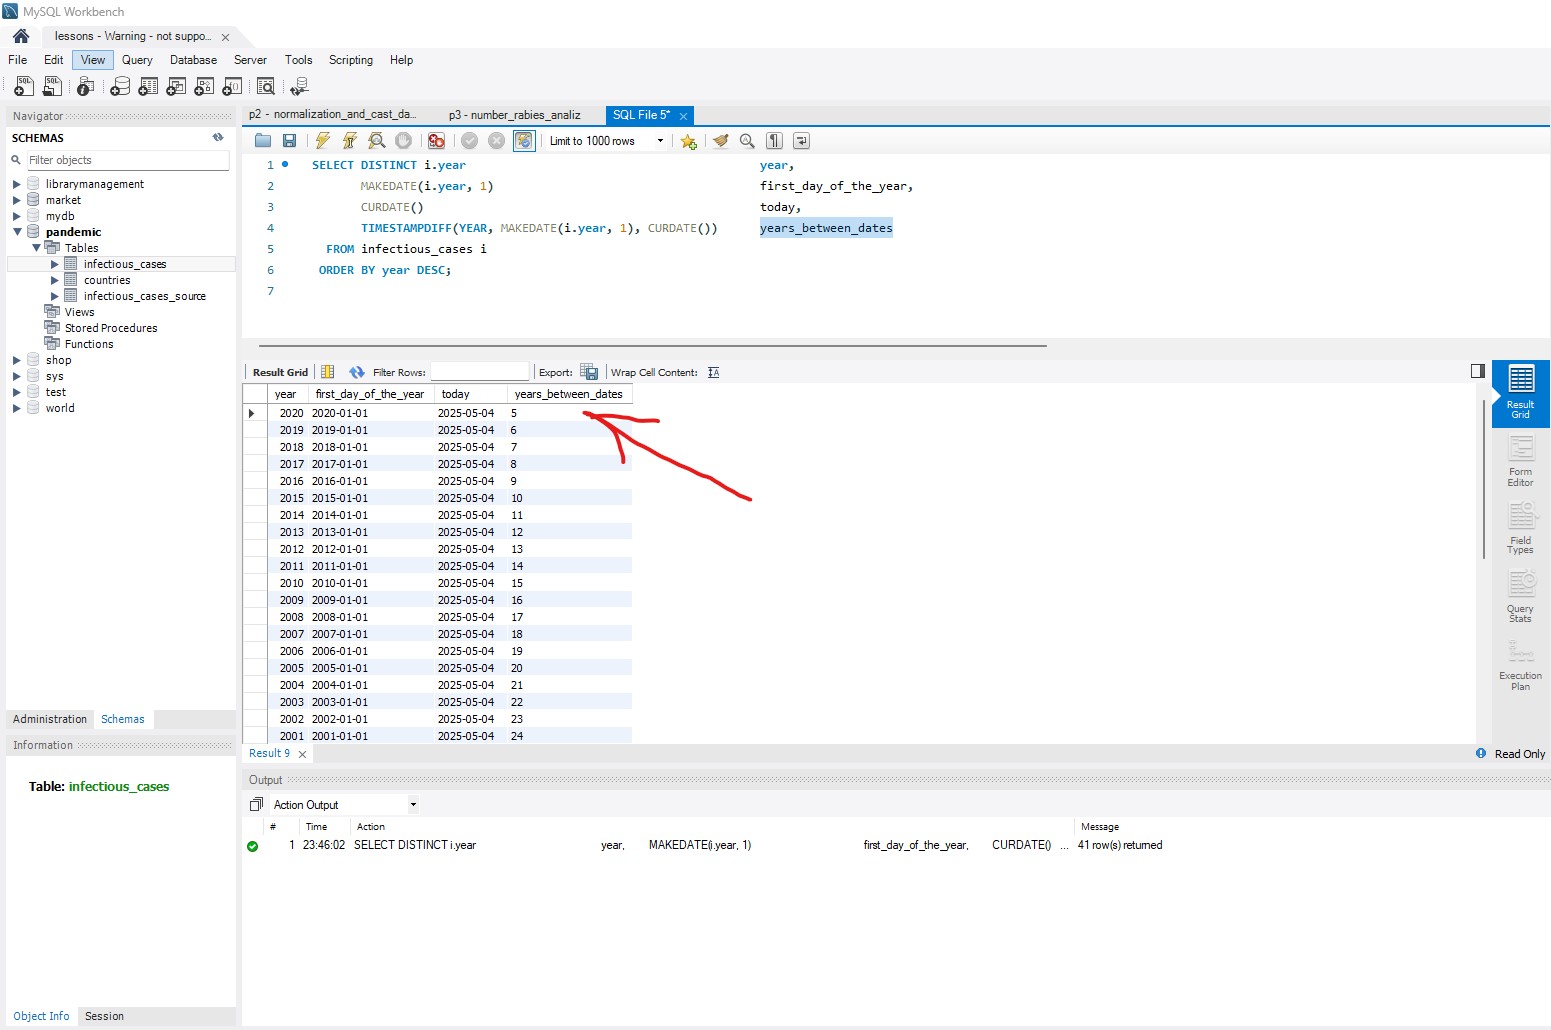 MySQL Workbench
lessons - Warning - not suppo...
File Edit View Query Database Server Tools Scripting Help
Navigator
SCHEMAS
Filter objects
librarymanagement
market
mydb
pandemic
Tables
infectious_cases
countries
infectious_cases_source
Views
Stored Procedures
Functions
shop
sys
test
world
Administration Schemas
Information
Table: infectious_cases
Object Info Session
p2 - normalization_and_cast_da... p3 - number_rabies_analiz SQL File 5*
Limit to 1000 rows
1 SELECT DISTINCT i.year year,
2 MAKEDATE(i.year, 1) first_day_of_the_year,
3 CURDATE() today,
4 TIMESTAMPDIFF(YEAR, MAKEDATE(i.year, 1), CURDATE()) years_between_dates
5 FROM infectious_cases i
6 ORDER BY year DESC;
7
Result Grid Filter Rows: Export: Wrap Cell Content:
year first_day_of_the_year today years_between_dates
2020 2020-01-01 2025-05-04 5
2019 2019-01-01 2025-05-04 6
2018 2018-01-01 2025-05-04 7
2017 2017-01-01 2025-05-04 8
2016 2016-01-01 2025-05-04 9
2015 2015-01-01 2025-05-04 10
2014 2014-01-01 2025-05-04 11
2013 2013-01-01 2025-05-04 12
2012 2012-01-01 2025-05-04 13
2011 2011-01-01 2025-05-04 14
2010 2010-01-01 2025-05-04 15
2009 2009-01-01 2025-05-04 16
2008 2008-01-01 2025-05-04 17
2007 2007-01-01 2025-05-04 18
2006 2006-01-01 2025-05-04 19
2005 2005-01-01 2025-05-04 20
2004 2004-01-01 2025-05-04 21
2003 2003-01-01 2025-05-04 22
2002 2002-01-01 2025-05-04 23
2001 2001-01-01 2025-05-04 24
Result
Grid
Form
Editor
Field
Types
Query
Stats
Execution
Plan
Result 9 Read Only
Output
Action Output
# Time Action Message
1 23:46:02 SELECT DISTINCT i.year year, MAKEDATE(i.year, 1) first_day_of_the_year, CURDATE() ... 41 row(s) returned